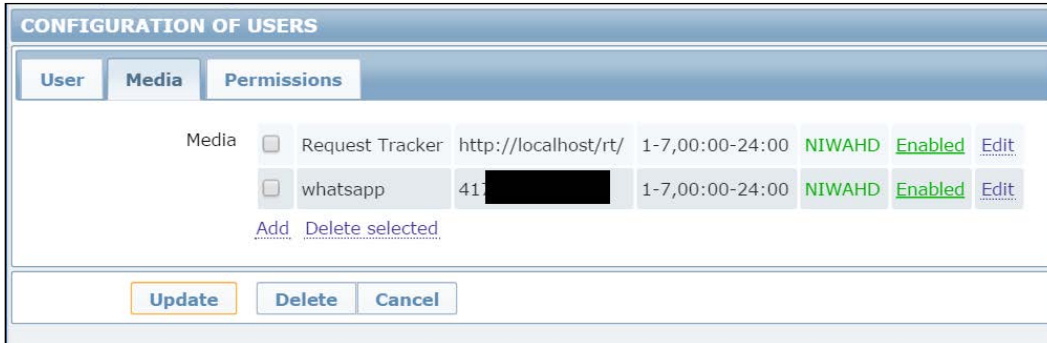 CONFIGURATION OF USERS
User Media Permissions
Media Request Tracker http://localhost/rt/ 1-7,00:00-24:00 NIWAHD Enabled Edit
whatsapp 417 1-7,00:00-24:00 NIWAHD Enabled Edit
Add Delete selected
Update Delete Cancel